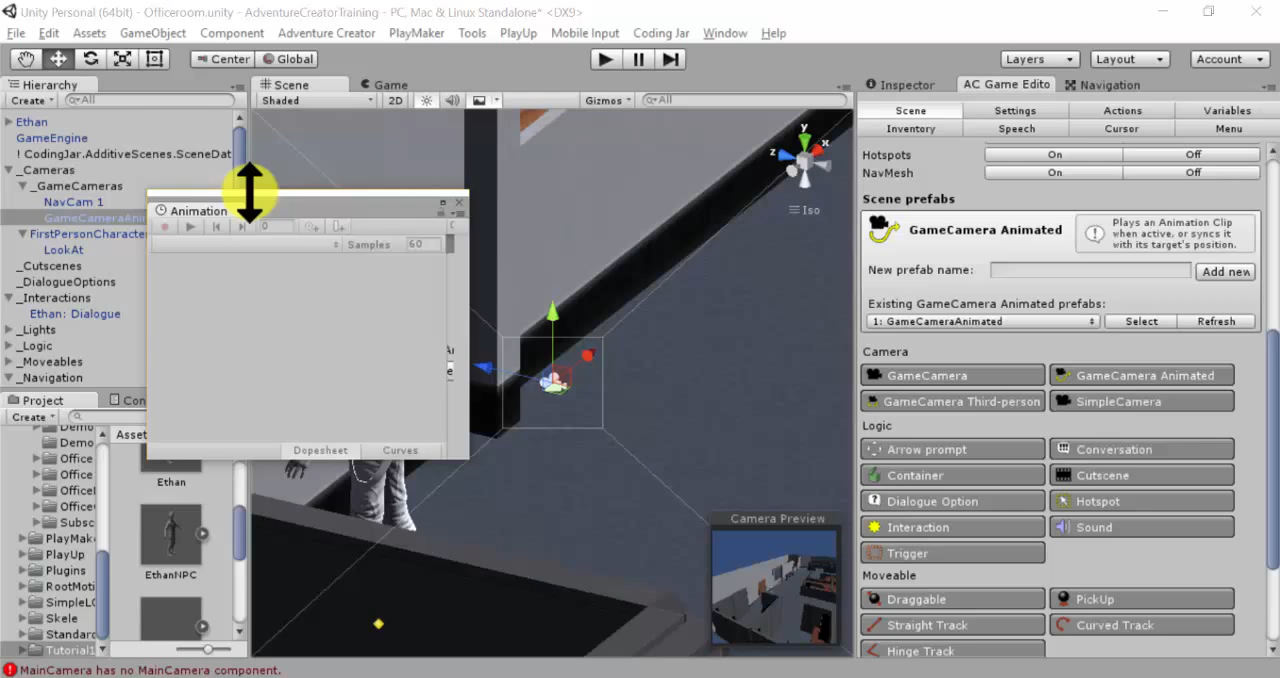 Unity Personal (64bit) - Officeroom.unity - AdventureCreatorTraining - PC, Mac & Linux Standalone* <DX9>
File Edit Assets GameObject Component Adventure Creator PlayMaker Tools PlayUp Mobile Input Coding Jar Window Help
Center Global Layers Layout Account
Hierarchy Scene Game Inspector AC Game Edito Navigation
Create All Shaded 2D Gizmos All
Scene Settings Actions Variables
Inventory Speech Cursor Menu
Ethan
GameEngine
! CodingJar.AdditiveScenes.SceneDat
_Cameras
_GameCameras
NavCam 1
GameCameraAni
FirstPersonCharacter
LookAt
_Cutscenes
_DialogueOptions
_Interactions
Ethan: Dialogue
_Lights
_Logic
_Moveables
_Navigation
Animation
0
Samples 60
Dopesheet Curves
y
x
z
Iso
Camera Preview
Project Con
Create
Asset
Demo
Demo
Office
Office
OfficeI
Office
Subsc
PlayMak
PlayUp
Plugins
RootMoti
SimpleLC
Skele
Standard
Tutorial1
Ethan
EthanNPC
Hotspots On Off
NavMesh On Off
Scene prefabs
GameCamera Animated
Plays an Animation Clip
when active, or syncs it
with its target's position.
New prefab name: Add new
Existing GameCamera Animated prefabs:
1: GameCameraAnimated Select Refresh
Camera
GameCamera GameCamera Animated
GameCamera Third-person SimpleCamera
Logic
Arrow prompt Conversation
Container Cutscene
Dialogue Option Hotspot
Interaction Sound
Trigger
Moveable
Draggable PickUp
Straight Track Curved Track
Hinge Track
MainCamera has no MainCamera component.